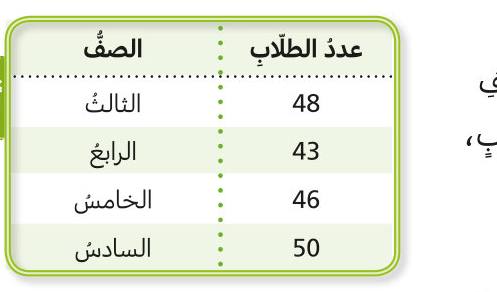 عددُ الطلّابِ الصفُّ
48 الثالثُ
43 الرابعُ
46 الخامسُ
50 السادسُ